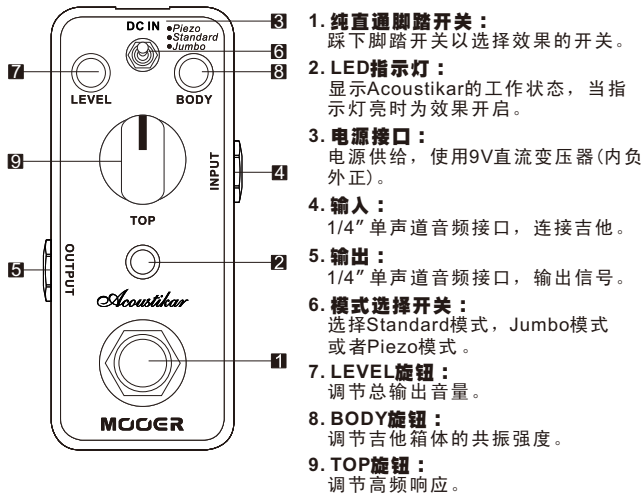 DC IN
Piezo
Standard
Jumbo
3
6
7
8
LEVEL
BODY
9
INPUT
4
TOP
OUTPUT
5
2
Acoustikar
1
MOOER
1. 纯直通脚踏开关：
踩下脚踏开关以选择效果的开关。
2. LED指示灯：
显示Acoustikar的工作状态，当指
示灯亮时为效果开启。
3. 电源接口：
电源供给，使用9V直流变压器(内负
外正)。
4. 输入：
1/4″单声道音频接口，连接吉他。
5. 输出：
1/4″单声道音频接口，输出信号。
6. 模式选择开关：
选择Standard模式，Jumbo模式
或者Piezo模式。
7. LEVEL旋钮：
调节总输出音量。
8. BODY旋钮：
调节吉他箱体的共振强度。
9. TOP旋钮：
调节高频响应。